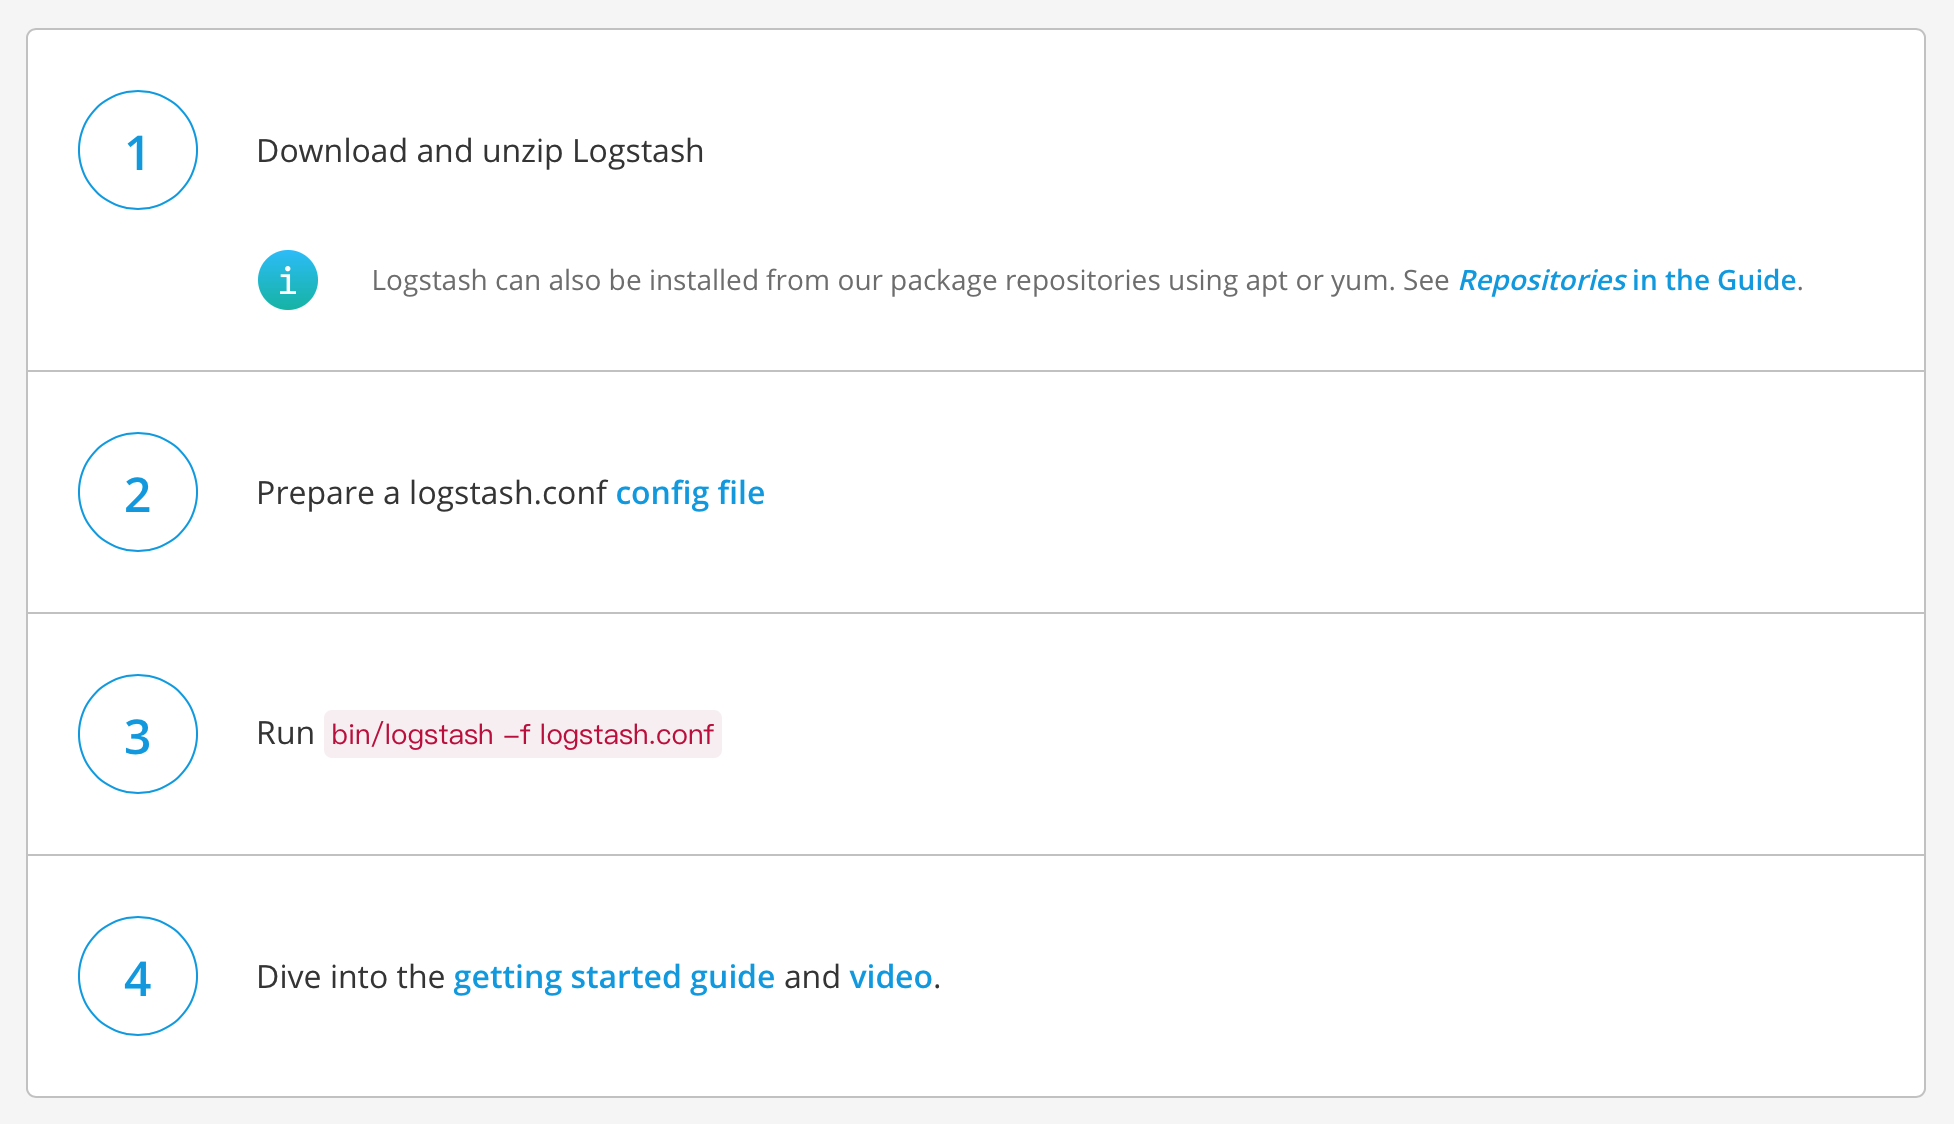 1
Download and unzip Logstash
i
Logstash can also be installed from our package repositories using apt or yum. See Repositories in the Guide.
2
Prepare a logstash.conf config file
3
Run bin/logstash –f logstash.conf
4
Dive into the getting started guide and video.